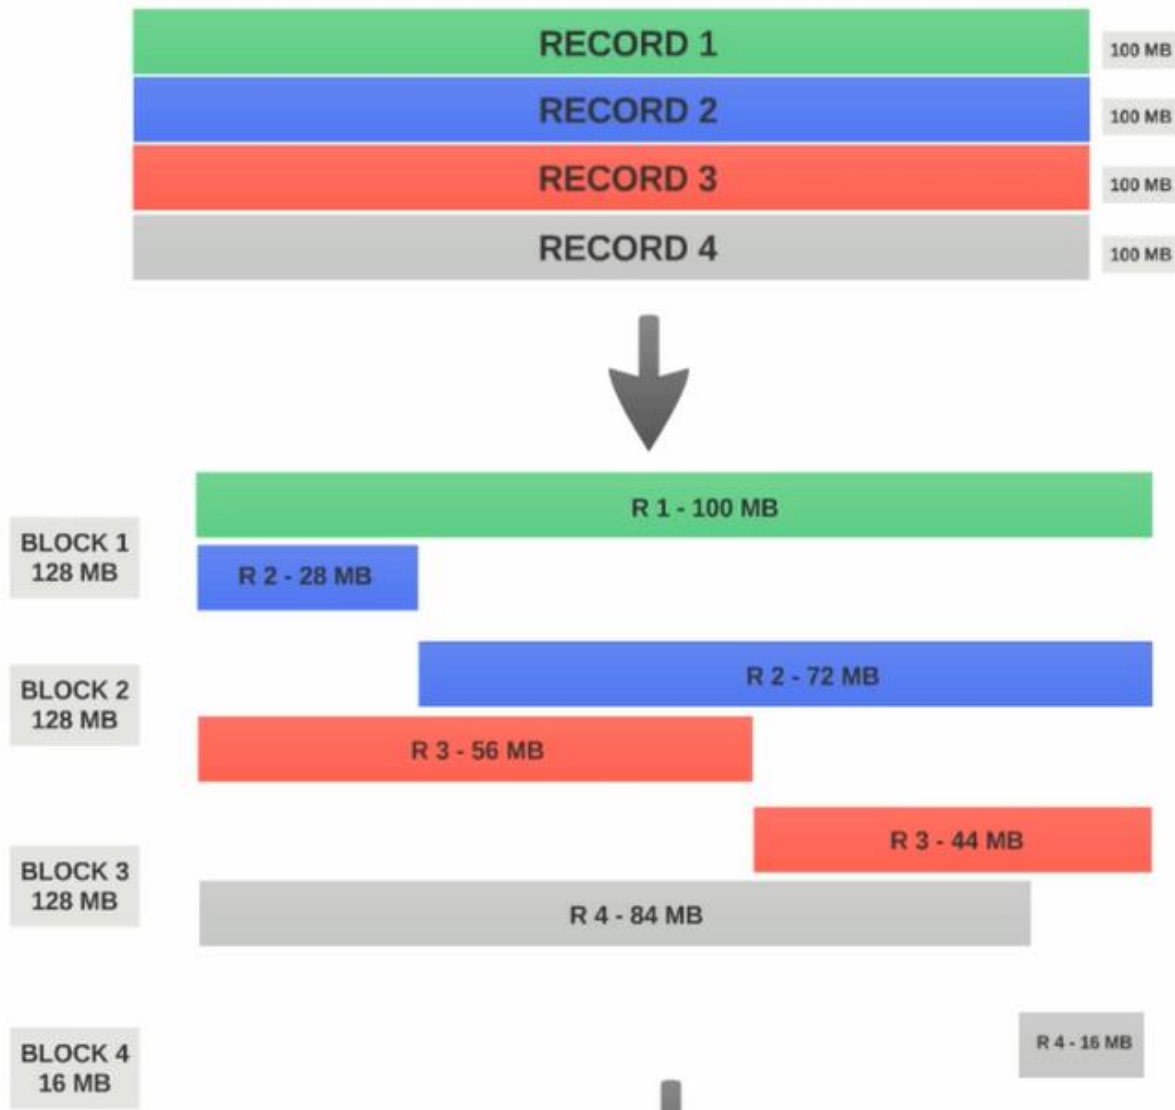 RECORD 1
100 MB
RECORD 2
100 MB
RECORD 3
100 MB
RECORD 4
100 MB
R 1 - 100 MB
BLOCK 1
128 MB
R 2 - 28 MB
R 2 - 72 MB
BLOCK 2
128 MB
R 3 - 56 MB
R 3 - 44 MB
BLOCK 3
128 MB
R 4 - 84 MB
R 4 - 16 MB
BLOCK 4
16 MB